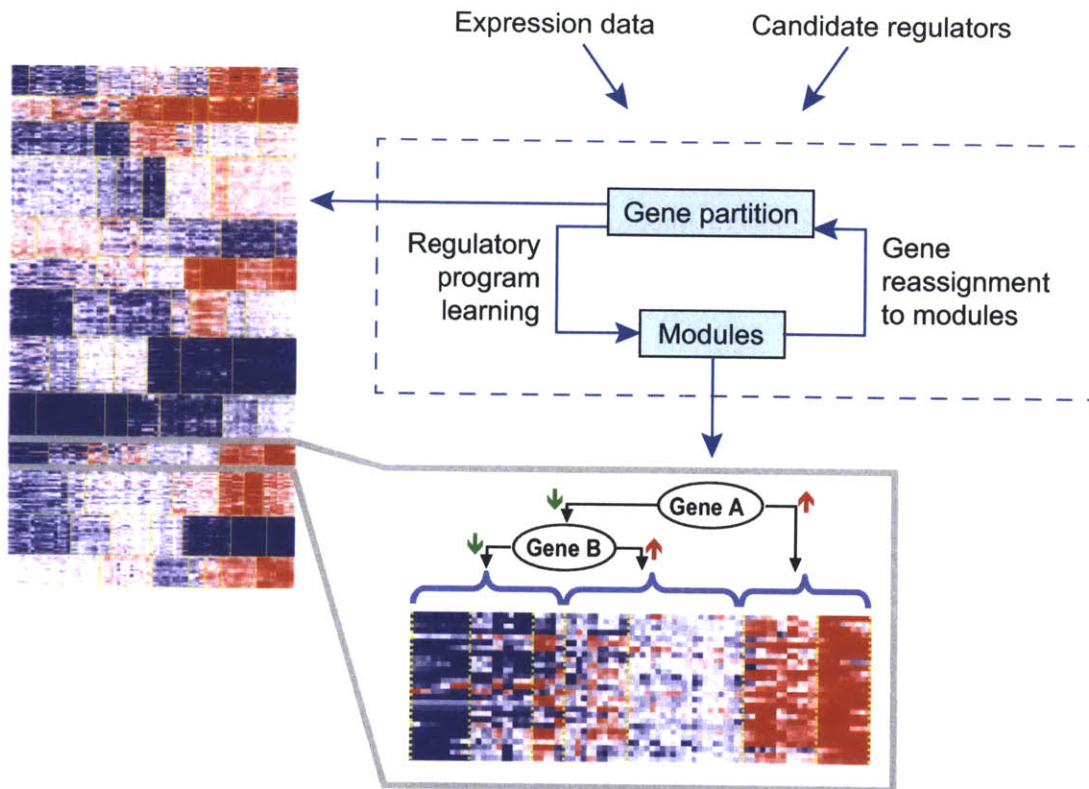 Expression data
Candidate regulators
Gene partition
Regulatory
program
learning
Gene
reassignment
to modules
Modules
Gene A
Gene B